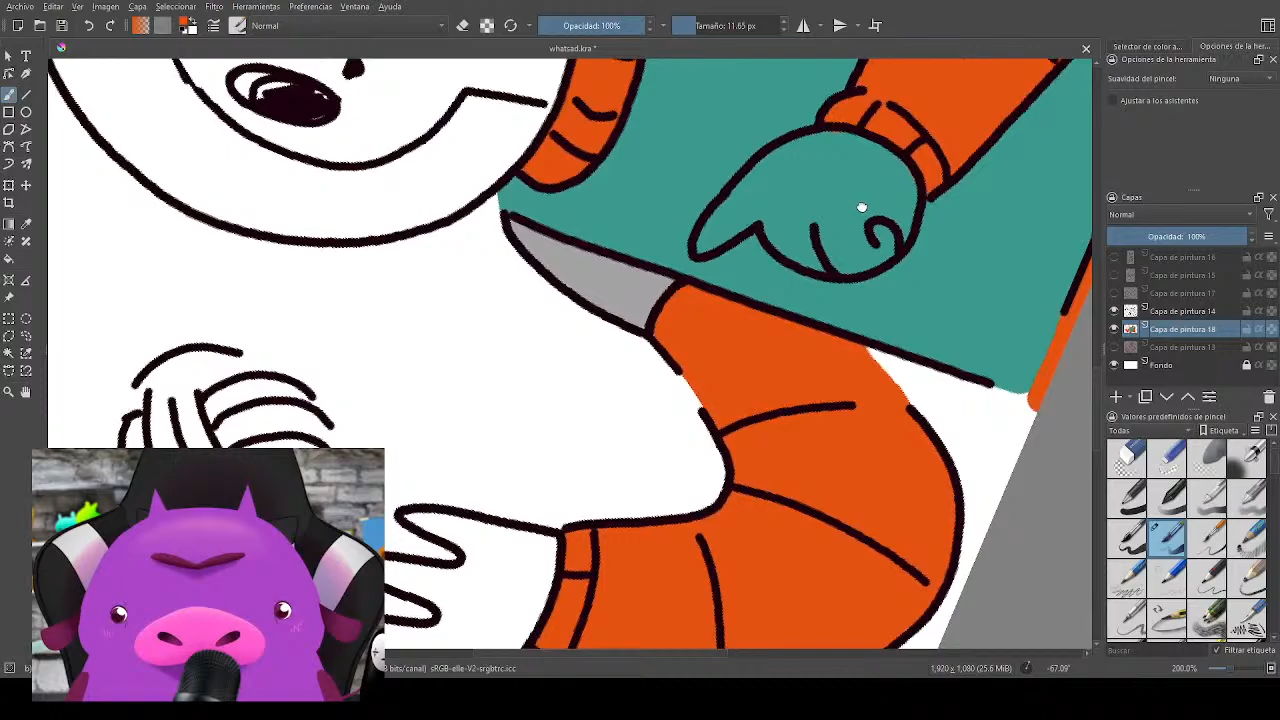 Archivo Editar Ver Imagen Capa Seleccionar Filtro Herramientas Preferencias Ventana Ayuda
Normal
Opacidad: 100%
Tamaño: 11.65 px
whatsad.kra *
Selector de color a... Opciones de la her...
Opciones de la herramienta
Suavidad del pincel: Ninguna
Ajustar a los asistentes
Capas
Normal
Opacidad: 100%
Capa de pintura 16
Capa de pintura 15
Capa de pintura 17
Capa de pintura 14
Capa de pintura 18
Capa de pintura 13
Fondo
Valores predefinidos de pincel
Todas Etiqueta
Buscar Filtrar etiqueta
bits/canal) sRGB-elle-V2-srgbtrc.icc 1,920 x 1,080 (25.6 MiB) -67.09° 200.0%